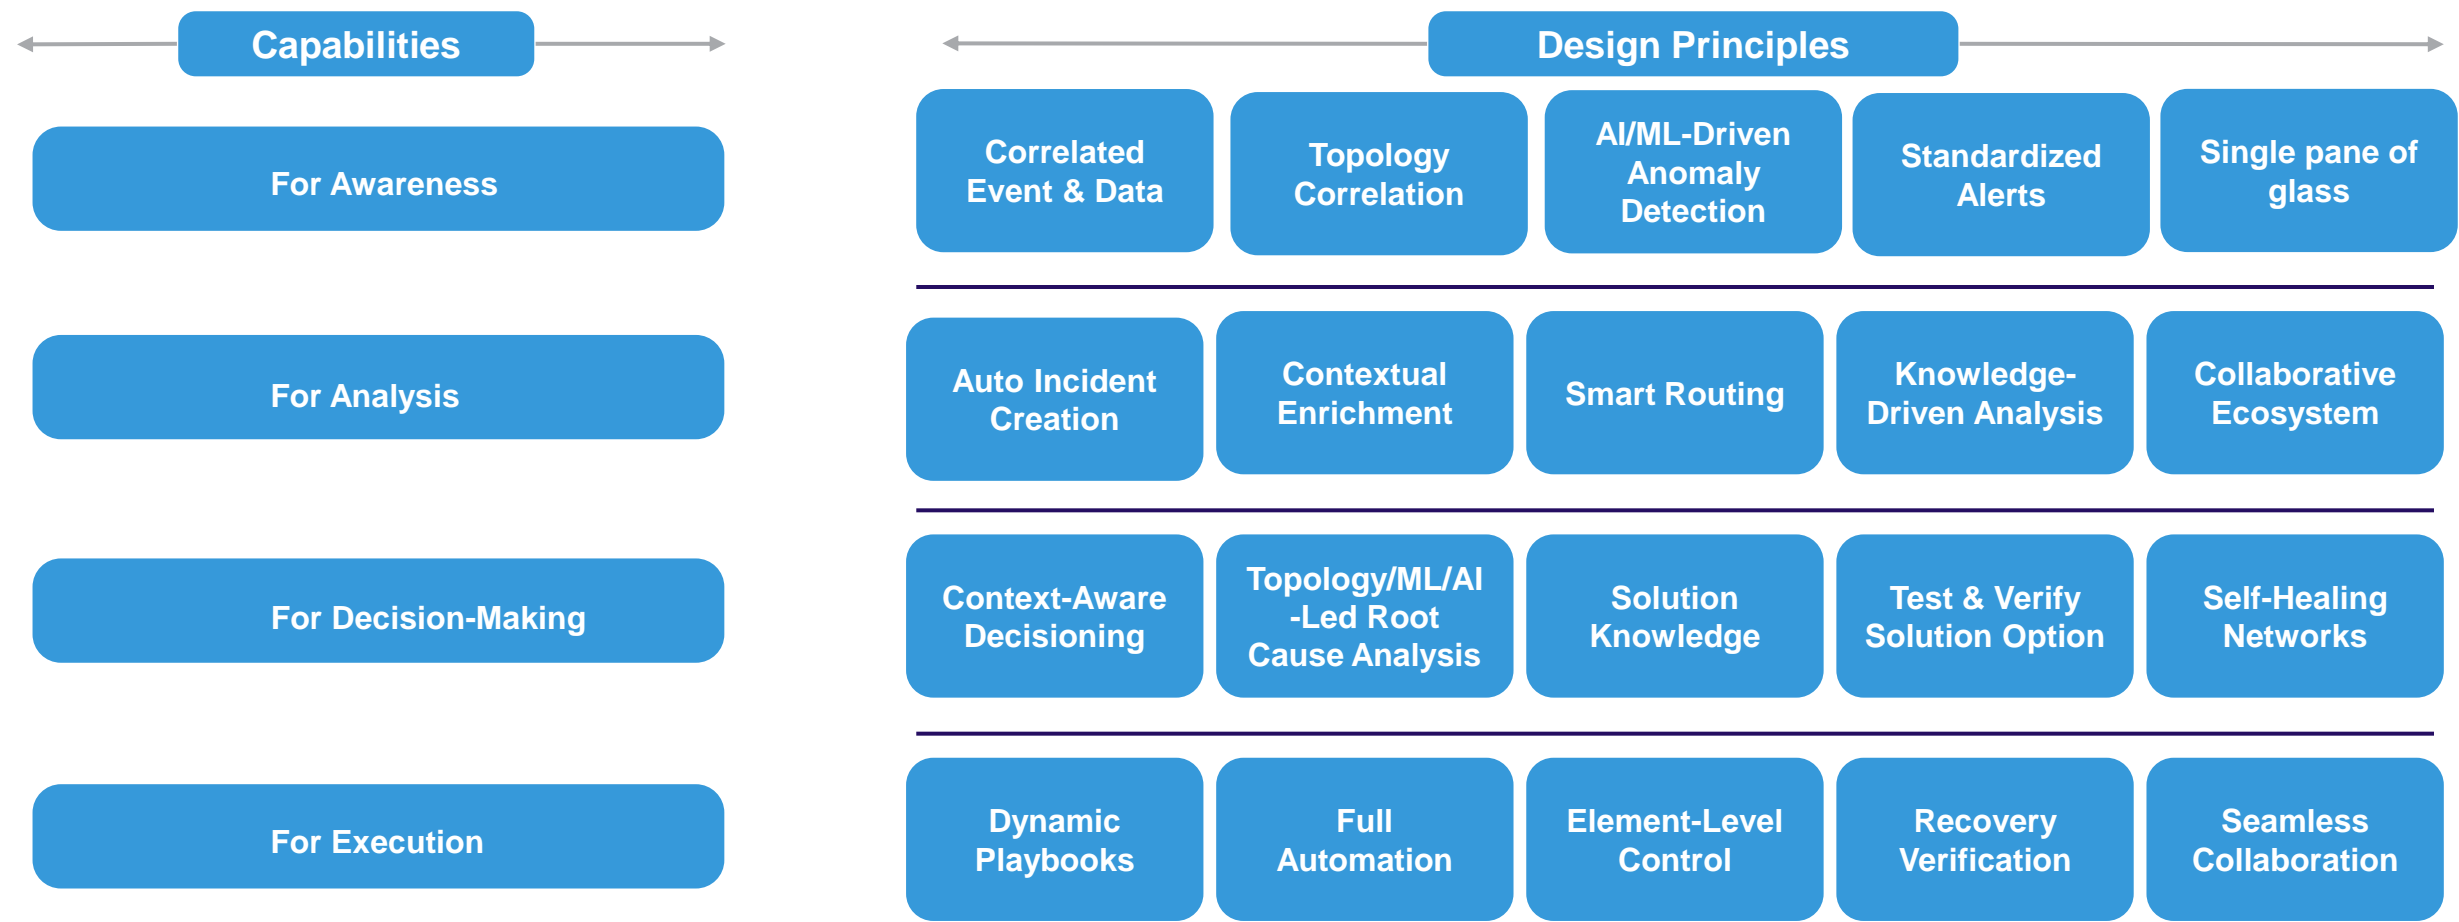 Capabilities
Design Principles
For Awareness
Correlated
Event & Data
Topology
Correlation
AI/ML-Driven
Anomaly
Detection
Standardized
Alerts
Single pane of
glass
For Analysis
Auto Incident
Creation
Contextual
Enrichment
Smart Routing
Knowledge-
Driven Analysis
Collaborative
Ecosystem
For Decision-Making
Context-Aware
Decisioning
Topology/ML/AI
-Led Root
Cause Analysis
Solution
Knowledge
Test & Verify
Solution Option
Self-Healing
Networks
For Execution
Dynamic
Playbooks
Full
Automation
Element-Level
Control
Recovery
Verification
Seamless
Collaboration